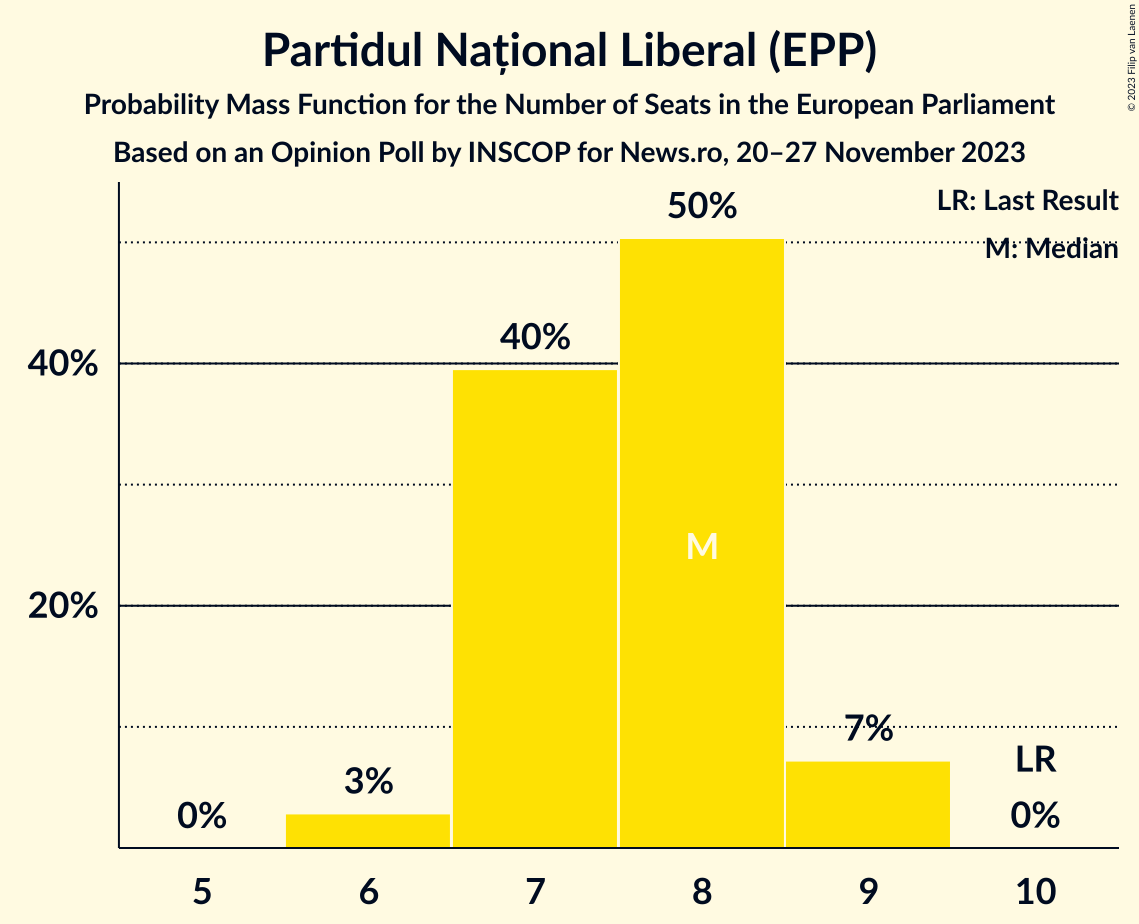 Partidul Național Liberal (EPP)
Probability Mass Function for the Number of Seats in the European Parliament
Based on an Opinion Poll by INSCOP for News.ro, 20–27 November 2023
© 2023 Filip van Laenen
LR: Last Result
M: Median
50%
40%
40%
M
20%
7%
LR
3%
0%
0%
5 6 7 8 9 10